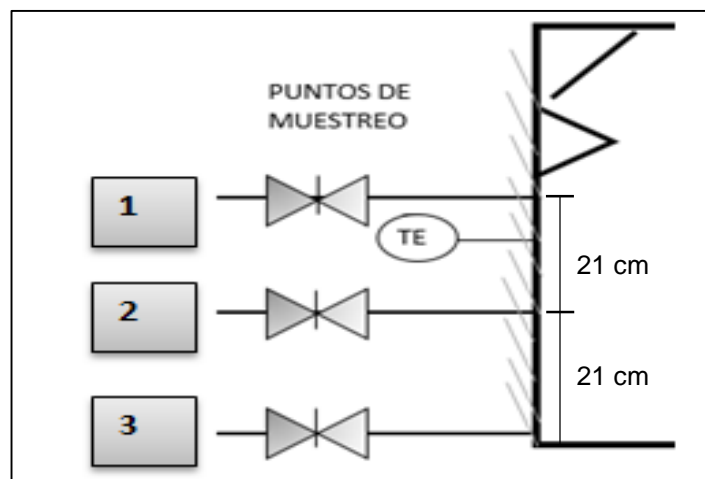 PUNTOS DE
MUESTREO
1
TE
21 cm
2
21 cm
3